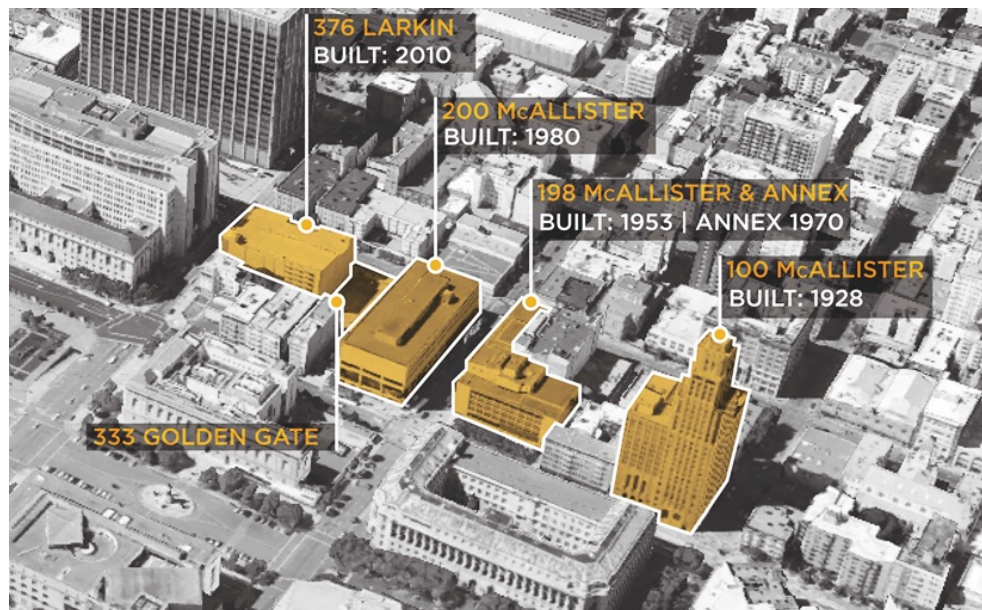 376 LARKIN
BUILT: 2010
200 McALLISTER
BUILT: 1980
198 McALLISTER & ANNEX
BUILT: 1953 | ANNEX 1970
100 McALLISTER
BUILT: 1928
333 GOLDEN GATE